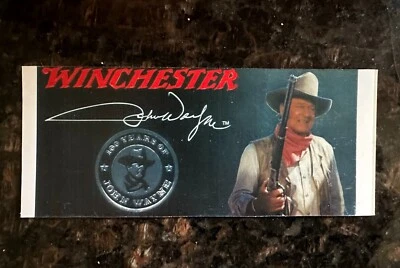 WINCHESTER
John Wayne™
100 YEARS OF
JOHN WAYNE